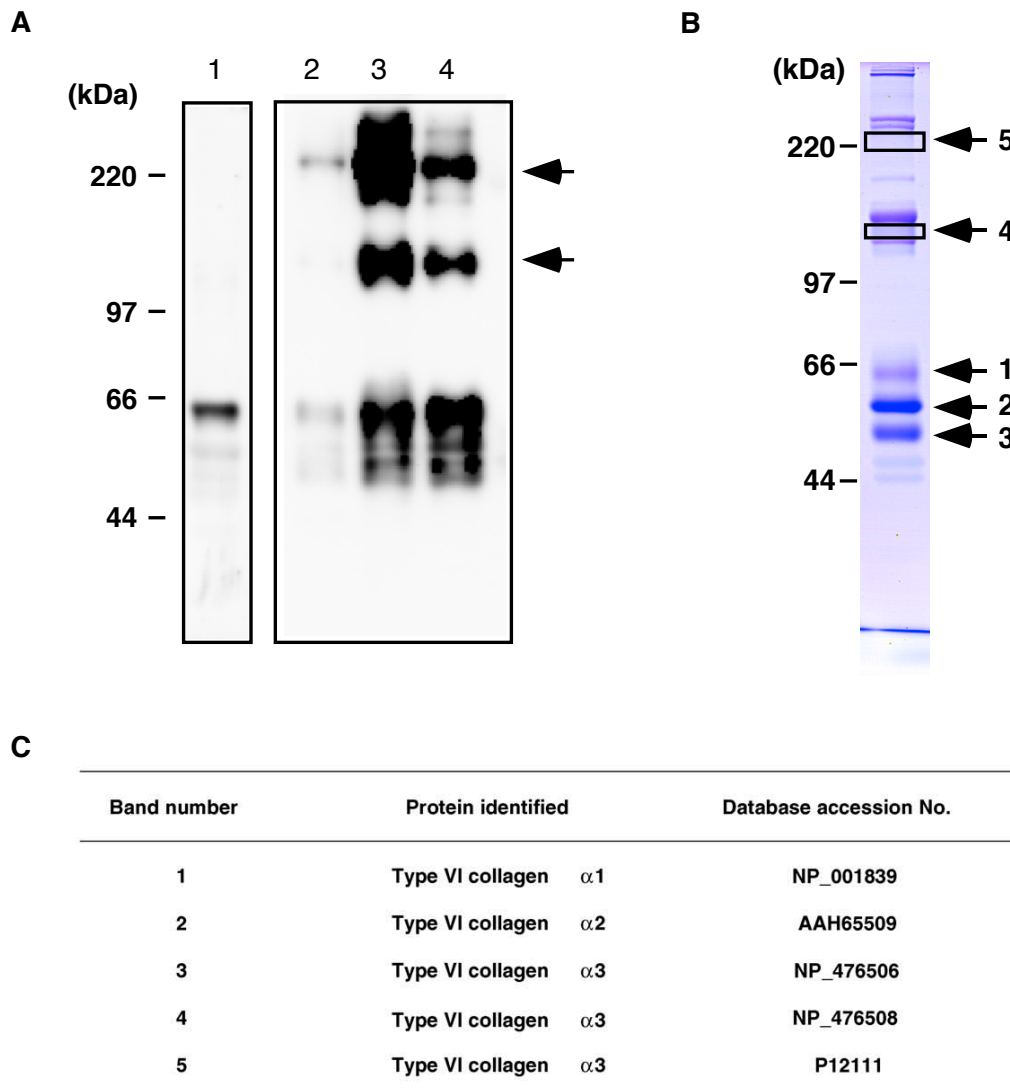 A
1 2 3 4
(kDa)
220
97
66
44
B
(kDa)
220
97
66
44
5
4
1
2
3
C
Band number Protein identified Database accession No.
1 Type VI collagen α1 NP_001839
2 Type VI collagen α2 AAH65509
3 Type VI collagen α3 NP_476506
4 Type VI collagen α3 NP_476508
5 Type VI collagen α3 P12111